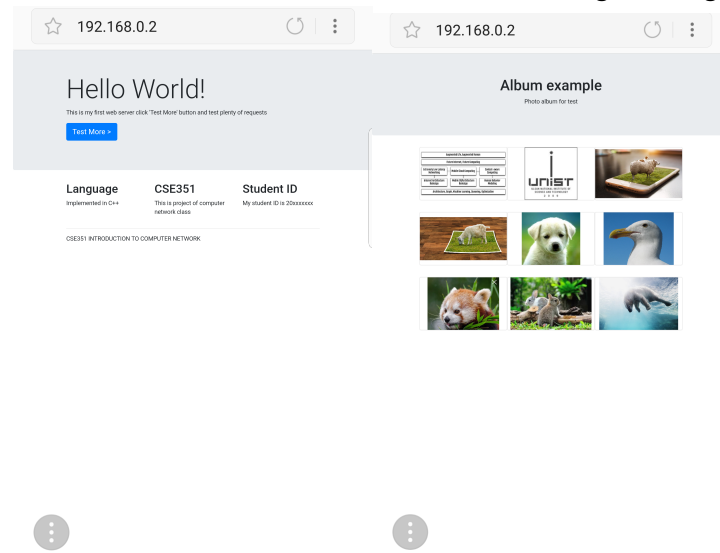 192.168.0.2
Hello World!
This is my first web server click 'Test More' button and test plenty of requests
Test More >
Language
Implemented in C++
CSE351
This is project of computer
network class
Student ID
My student ID is 20xxxxxxx
CSE351 INTRODUCTION TO COMPUTER NETWORK
192.168.0.2
Album example
Photo album for test
UNIST